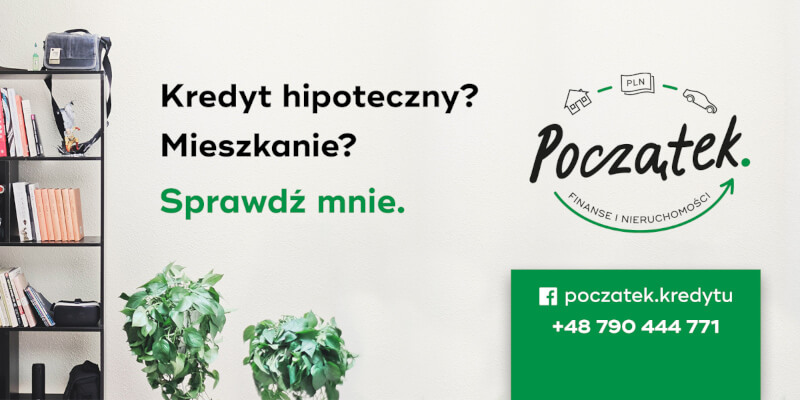 Kredyt hipoteczny?
Mieszkanie?
Sprawdź mnie.
PLN
Początek.
FINANSE I NIERUCHOMOŚCI
poczatek.kredytu
+48 790 444 771